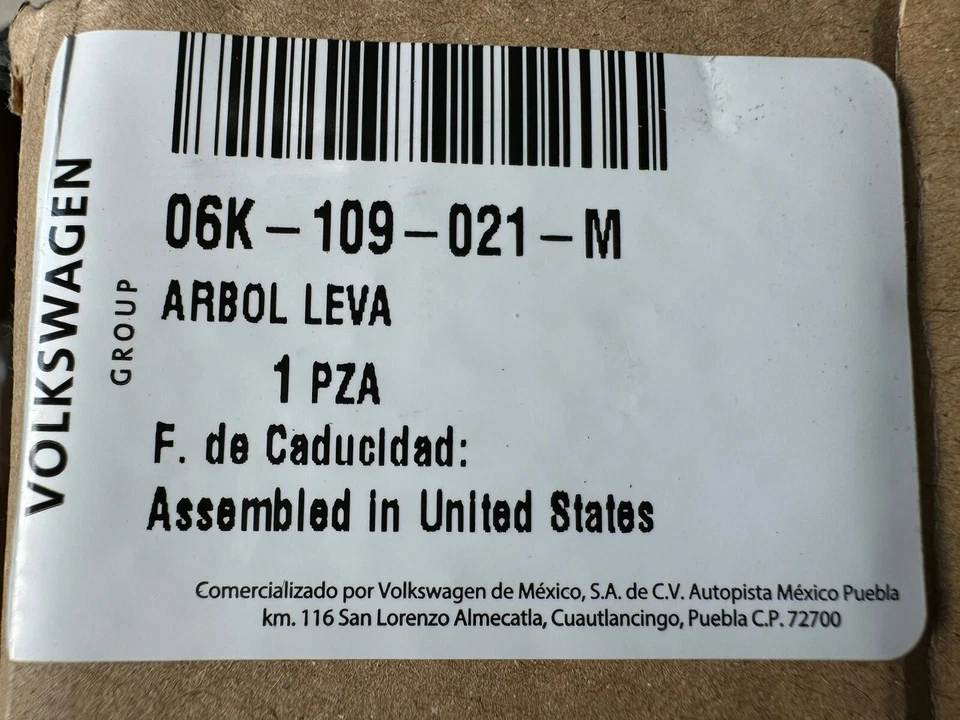 VOLKSWAGEN
GROUP
06K-109-021-M
ARBOL LEVA
1 PZA
F. de Caducidad:
Assembled in United States
Comercializado por Volkswagen de México, S.A. de C.V. Autopista México Puebla
km. 116 San Lorenzo Almecatla, Cuautlancingo, Puebla C.P. 72700